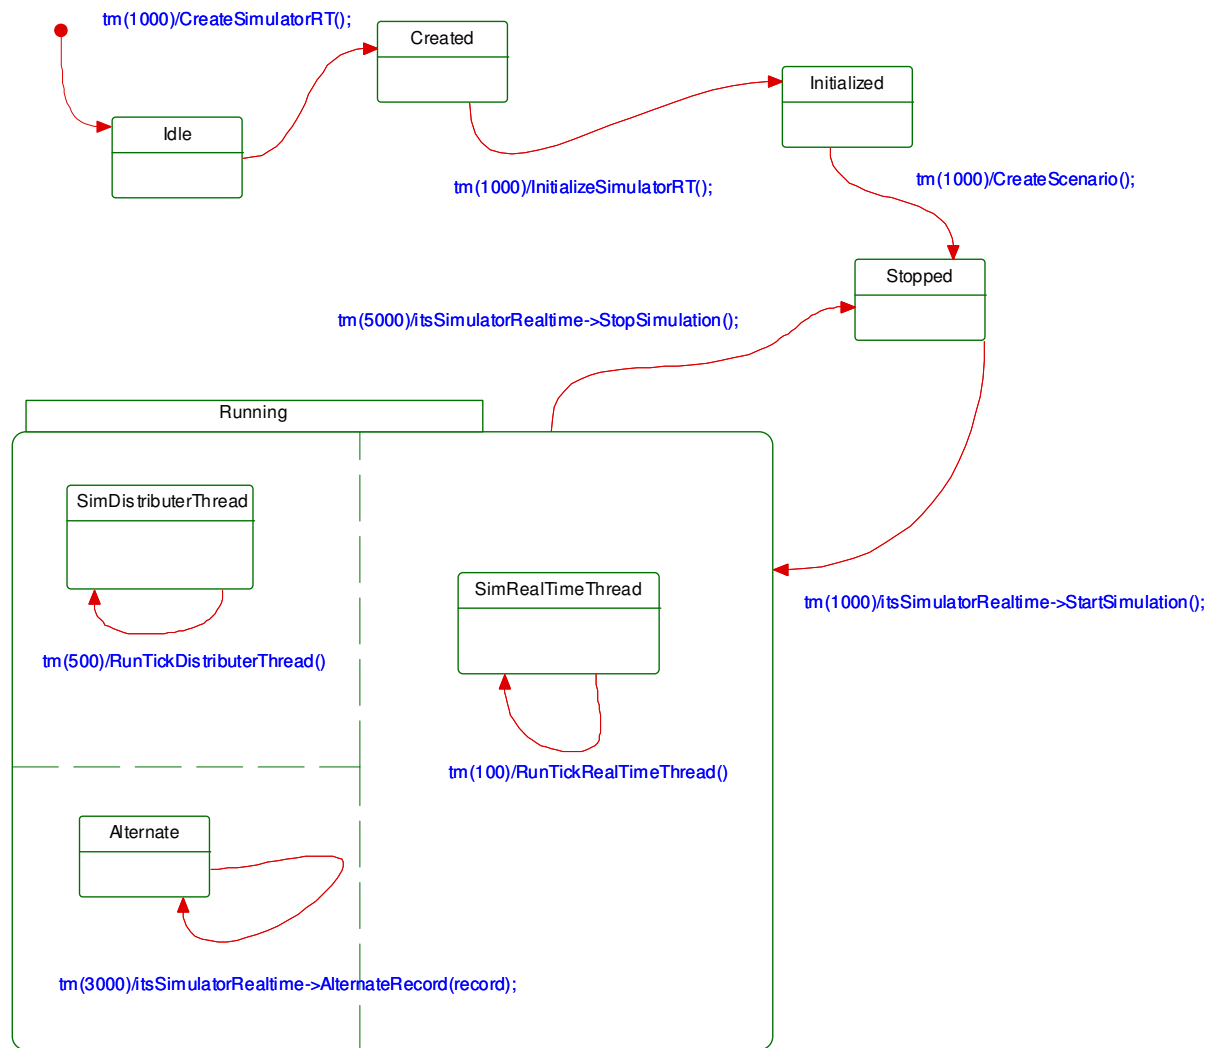 tm(1000)/CreateSimulatorRT();
Created
Initialized
Idle
tm(1000)/InitializeSimulatorRT();
tm(1000)/CreateScenario();
Stopped
tm(5000)/itsSimulatorRealtime->StopSimulation();
Running
SimDistributerThread
SimRealTimeThread
tm(1000)/itsSimulatorRealtime->StartSimulation();
tm(500)/RunTickDistributerThread()
tm(100)/RunTickRealTimeThread()
Alternate
tm(3000)/itsSimulatorRealtime->AlternateRecord(record);